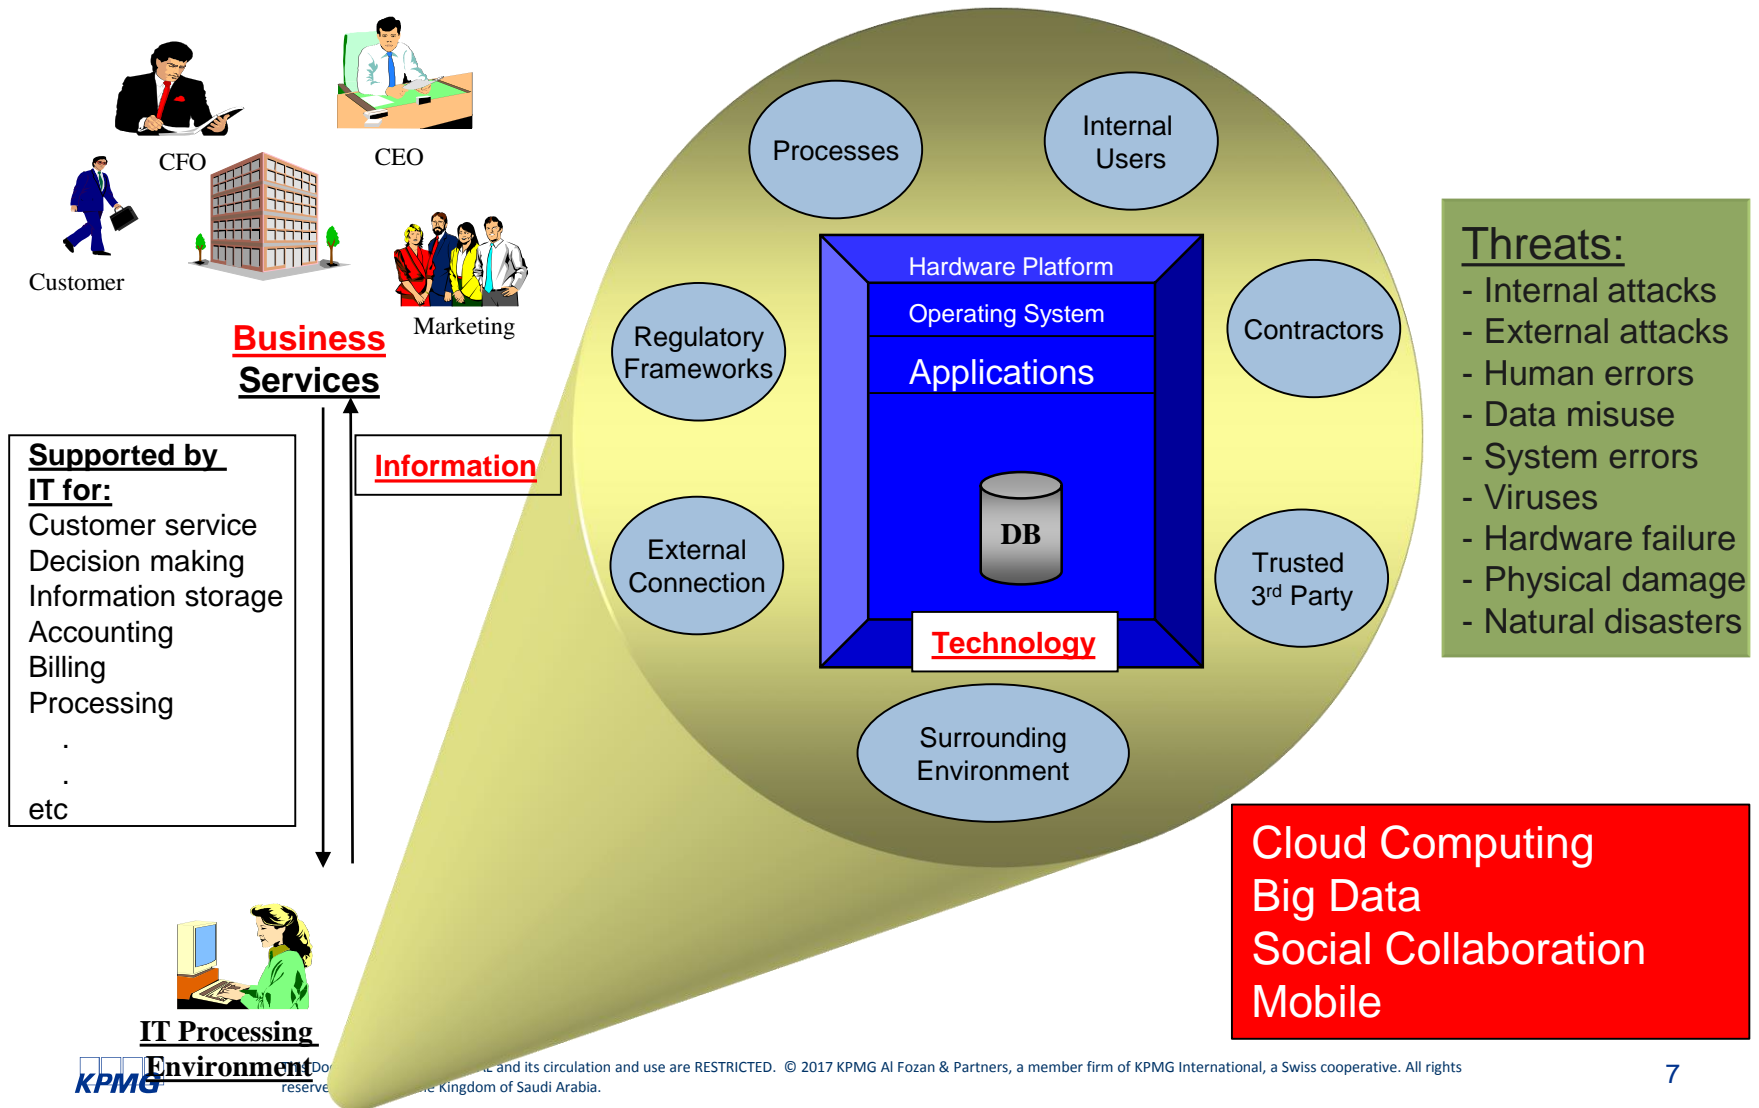 CFO
CEO
Customer
Marketing
Business
Services
Supported by
IT for:
Customer service
Decision making
Information storage
Accounting
Billing
Processing
.
.
etc
Information
IT Processing
Environment
Processes
Internal
Users
Regulatory
Frameworks
Contractors
External
Connection
Trusted
3rd Party
Surrounding
Environment
Hardware Platform
Operating System
Applications
DB
Technology
Threats:
- Internal attacks
- External attacks
- Human errors
- Data misuse
- System errors
- Viruses
- Hardware failure
- Physical damage
- Natural disasters
Cloud Computing
Big Data
Social Collaboration
Mobile
KPMG
and its circulation and use are RESTRICTED. © 2017 KPMG Al Fozan & Partners, a member firm of KPMG International, a Swiss cooperative. All rights
Kingdom of Saudi Arabia.
7